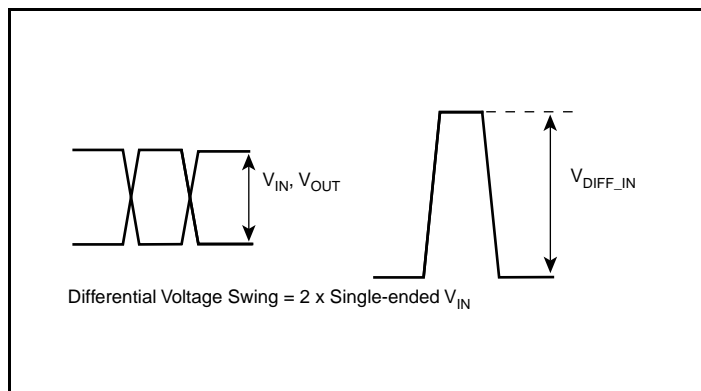 V_IN, V_OUT
V_DIFF_IN
Differential Voltage Swing = 2 x Single-ended V_IN